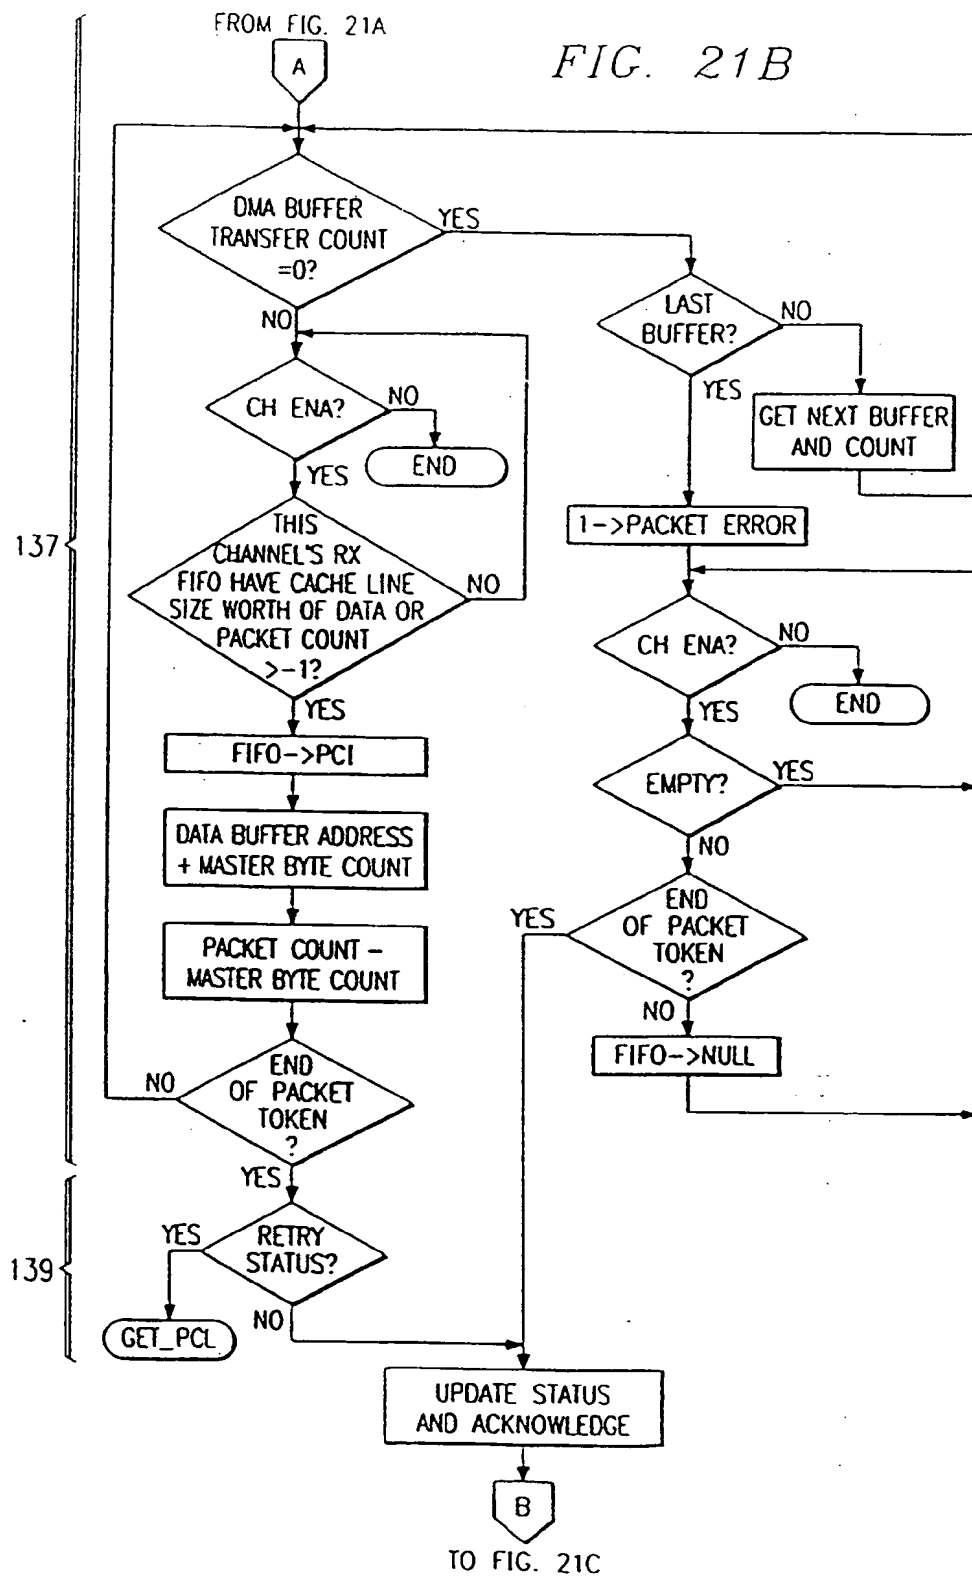 FROM FIG. 21A
A
FIG. 21B
DMA BUFFER
TRANSFER COUNT
=0?
YES
NO
LAST
BUFFER?
NO
YES
GET NEXT BUFFER
AND COUNT
CH ENA?
NO
END
YES
1->PACKET ERROR
137
THIS
CHANNEL'S RX
FIFO HAVE CACHE LINE
SIZE WORTH OF DATA OR
PACKET COUNT
>-1?
NO
YES
CH ENA?
NO
END
YES
FIFO->PCI
EMPTY?
YES
NO
DATA BUFFER ADDRESS
+ MASTER BYTE COUNT
END
OF PACKET
TOKEN
?
YES
NO
PACKET COUNT -
MASTER BYTE COUNT
FIFO->NULL
END
OF PACKET
TOKEN
?
NO
YES
139
RETRY
STATUS?
YES
NO
GET_PCL
UPDATE STATUS
AND ACKNOWLEDGE
B
TO FIG. 21C